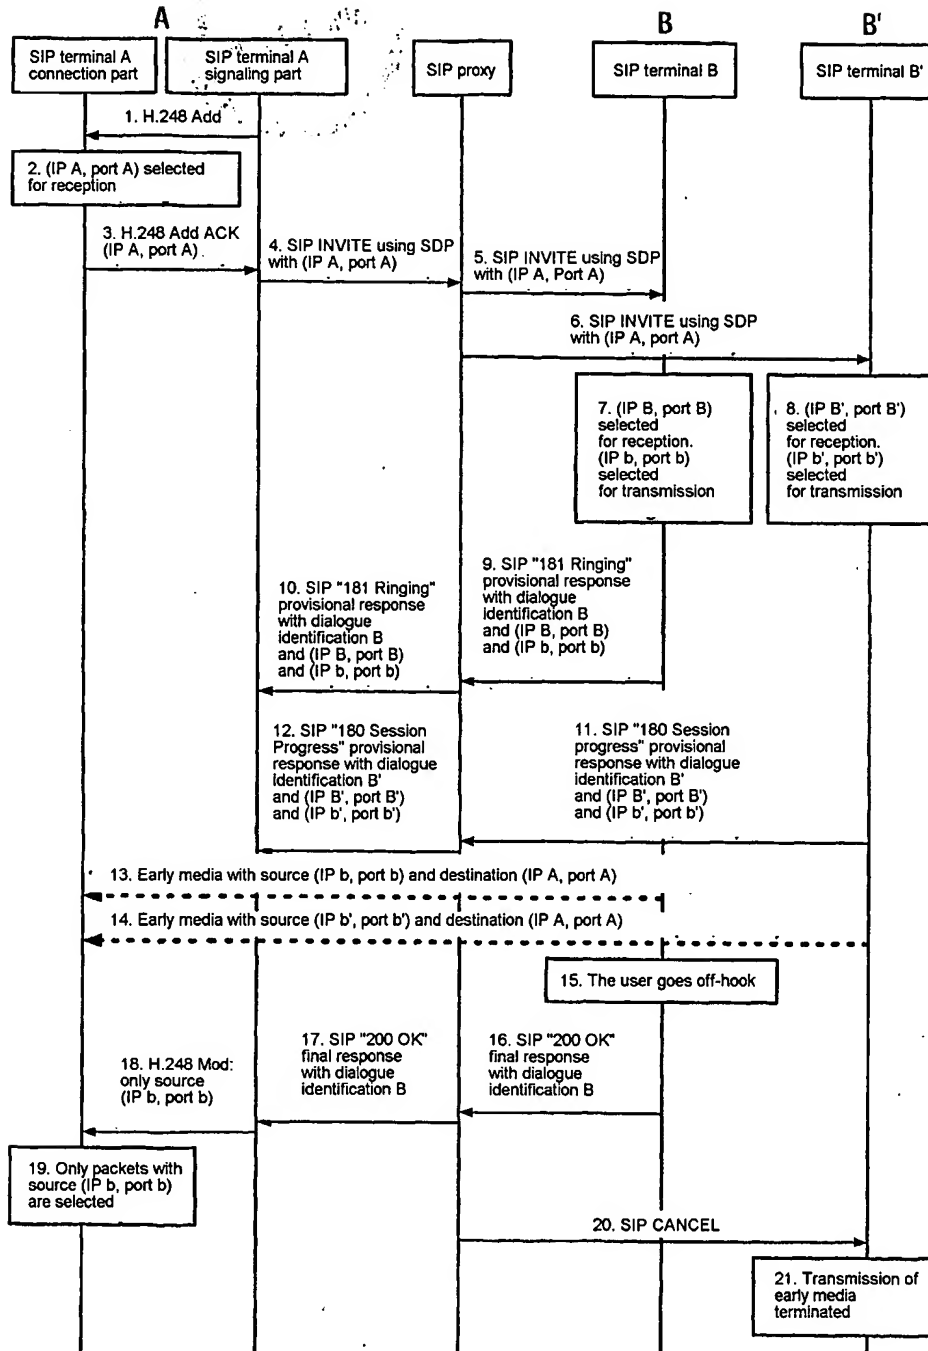 A
B
B'
SIP terminal A
connection part
SIP terminal A
signaling part
SIP proxy
SIP terminal B
SIP terminal B'
1. H.248 Add
2. (IP A, port A) selected
for reception
3. H.248 Add ACK
(IP A, port A)
4. SIP INVITE using SDP
with (IP A, port A)
5. SIP INVITE using SDP
with (IP A, Port A)
6. SIP INVITE using SDP
with (IP A, port A)
7. (IP B, port B)
selected
for reception.
(IP b, port b)
selected
for transmission
8. (IP B', port B')
selected
for reception.
(IP b', port b')
selected
for transmission
9. SIP "181 Ringing"
provisional response
with dialogue
identification B
and (IP B, port B)
and (IP b, port b)
10. SIP "181 Ringing"
provisional response
with dialogue
identification B
and (IP B, port B)
and (IP b, port b)
11. SIP "180 Session
progress" provisional
response with dialogue
identification B'
and (IP B', port B')
and (IP b', port b')
12. SIP "180 Session
Progress" provisional
response with dialogue
identification B'
and (IP B', port B')
and (IP b', port b')
13. Early media with source (IP b, port b) and destination (IP A, port A)
14. Early media with source (IP b', port b') and destination (IP A, port A)
15. The user goes off-hook
16. SIP "200 OK"
final response
with dialogue
identification B
17. SIP "200 OK"
final response
with dialogue
identification B
18. H.248 Mod:
only source
(IP b, port b)
19. Only packets with
source (IP b, port b)
are selected
20. SIP CANCEL
21. Transmission of
early media
terminated